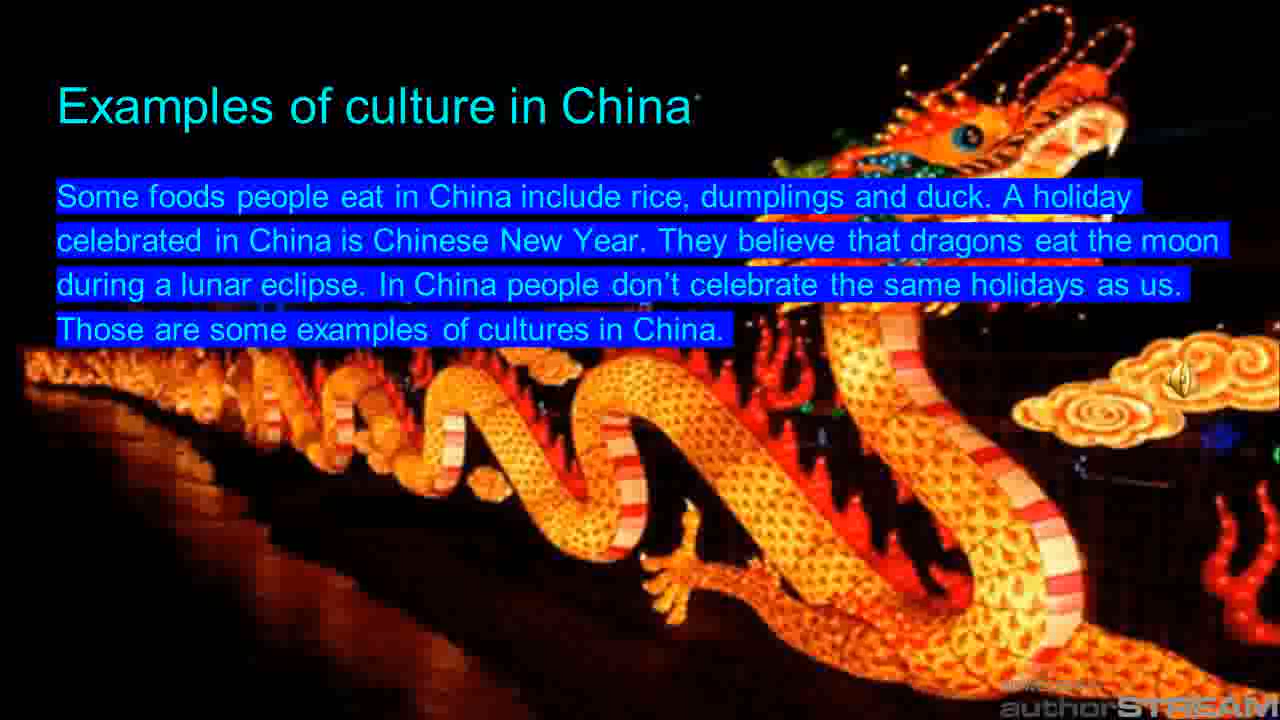 Examples of culture in China
Some foods people eat in China include rice, dumplings and duck. A holiday
celebrated in China is Chinese New Year. They believe that dragons eat the moon
during a lunar eclipse. In China people don’t celebrate the same holidays as us.
Those are some examples of cultures in China.
authorSTREAM